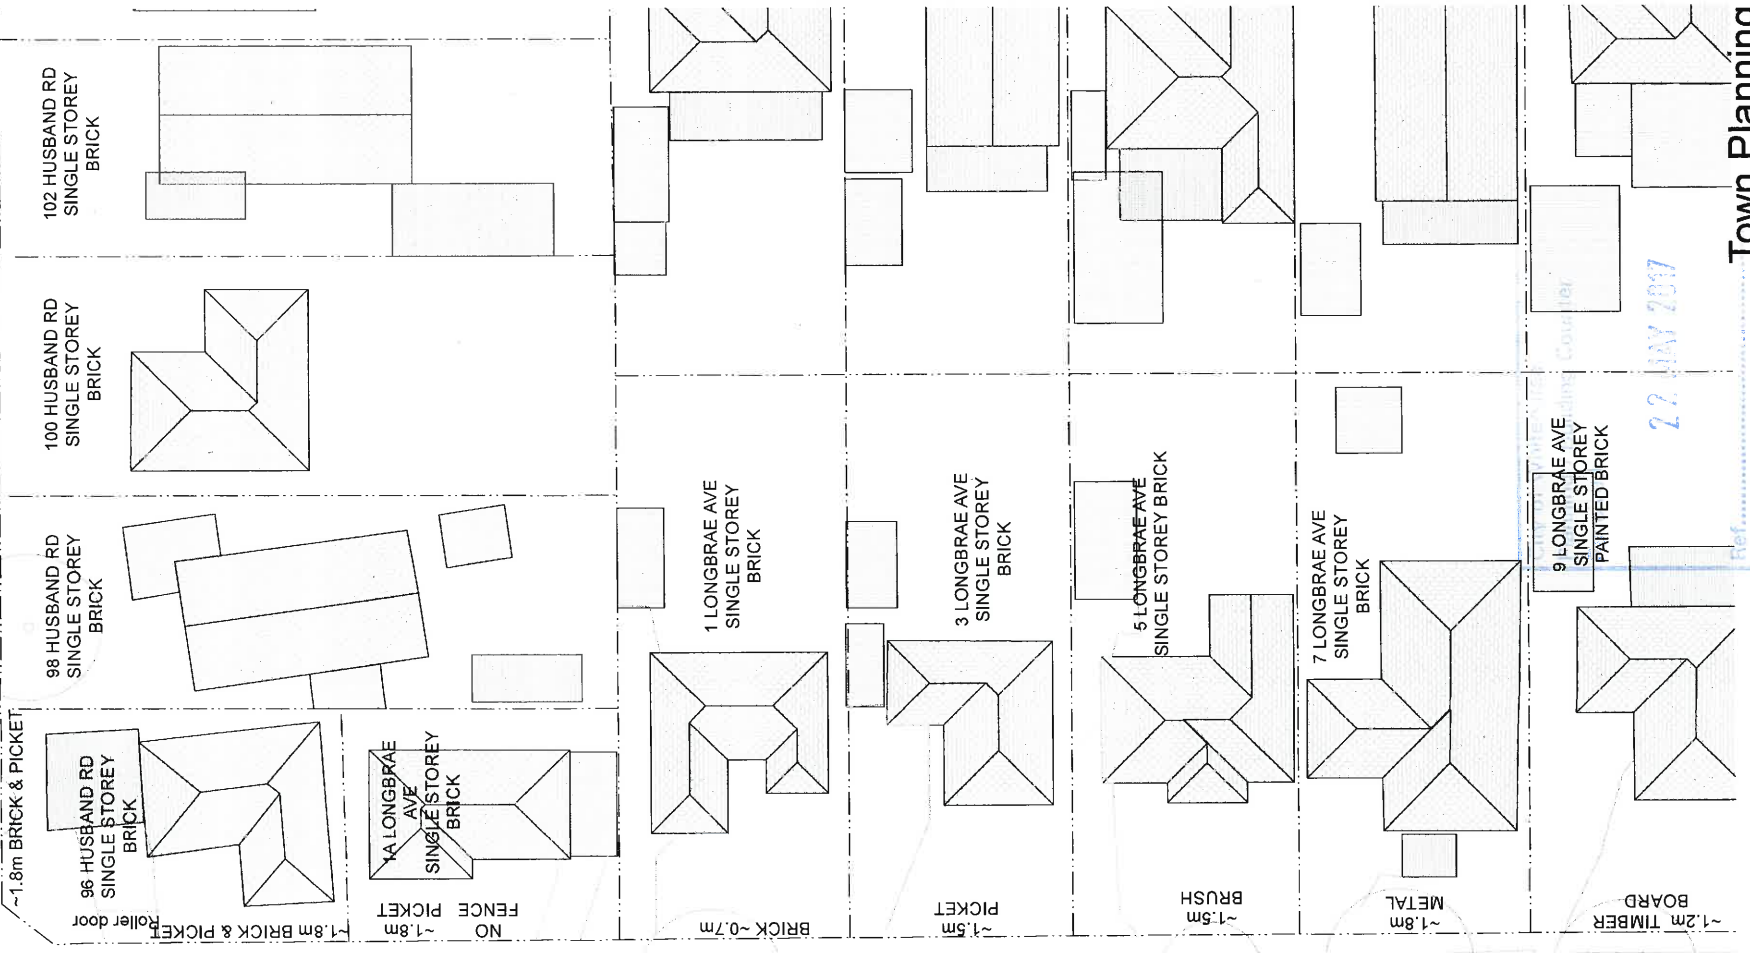 102 HUSBAND RD
SINGLE STOREY
BRICK
100 HUSBAND RD
SINGLE STOREY
BRICK
98 HUSBAND RD
SINGLE STOREY
BRICK
~1.8m BRICK & PICKET
96 HUSBAND RD
SINGLE STOREY
BRICK
Roller door
~1.8m BRICK & PICKET
1A LONGBRAE
AVE
SINGLE STOREY
BRICK
~1.8m
PICKET
NO
FENCE
1 LONGBRAE AVE
SINGLE STOREY
BRICK
BRICK ~0.7m
3 LONGBRAE AVE
SINGLE STOREY
BRICK
~1.5m
PICKET
5 LONGBRAE AVE
SINGLE STOREY BRICK
~1.5m
BRUSH
7 LONGBRAE AVE
SINGLE STOREY
BRICK
~1.8m
METAL
9 LONGBRAE AVE
SINGLE STOREY
PAINTED BRICK
~1.2m TIMBER
BOARD
Town Planning
22 MAY 2017
Ref